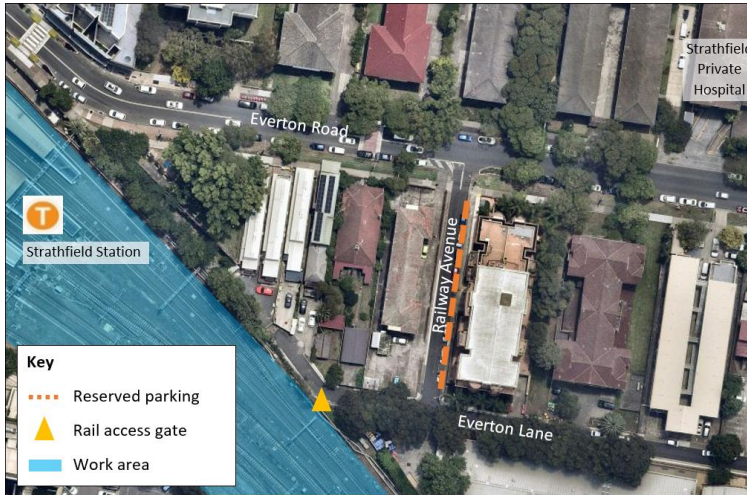 Strathfield
Private
Hospital
Everton Road
T
Strathfield Station
Railway Avenue
Everton Lane
Key
Reserved parking
Rail access gate
Work area